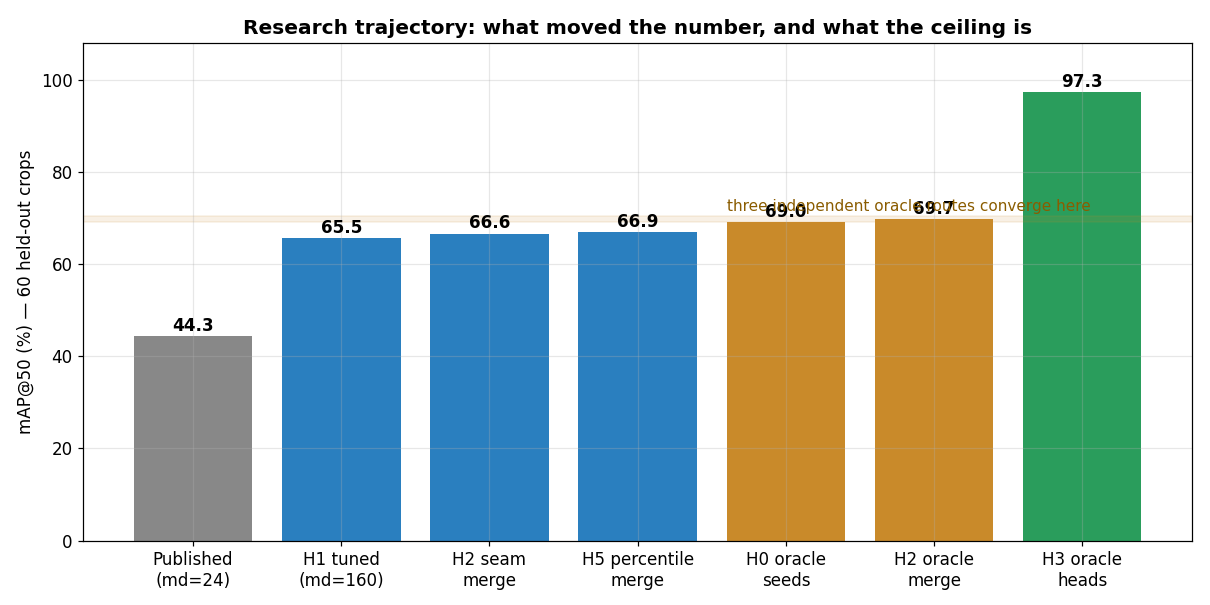 Research trajectory: what moved the number, and what the ceiling is
mAP@50 (%) — 60 held-out crops
100
80
60
40
20
0
44.3
65.5
66.6
66.9
69.0
69.7
97.3
three independent oracle routes converge here
Published
(md=24)
H1 tuned
(md=160)
H2 seam
merge
H5 percentile
merge
H0 oracle
seeds
H2 oracle
merge
H3 oracle
heads